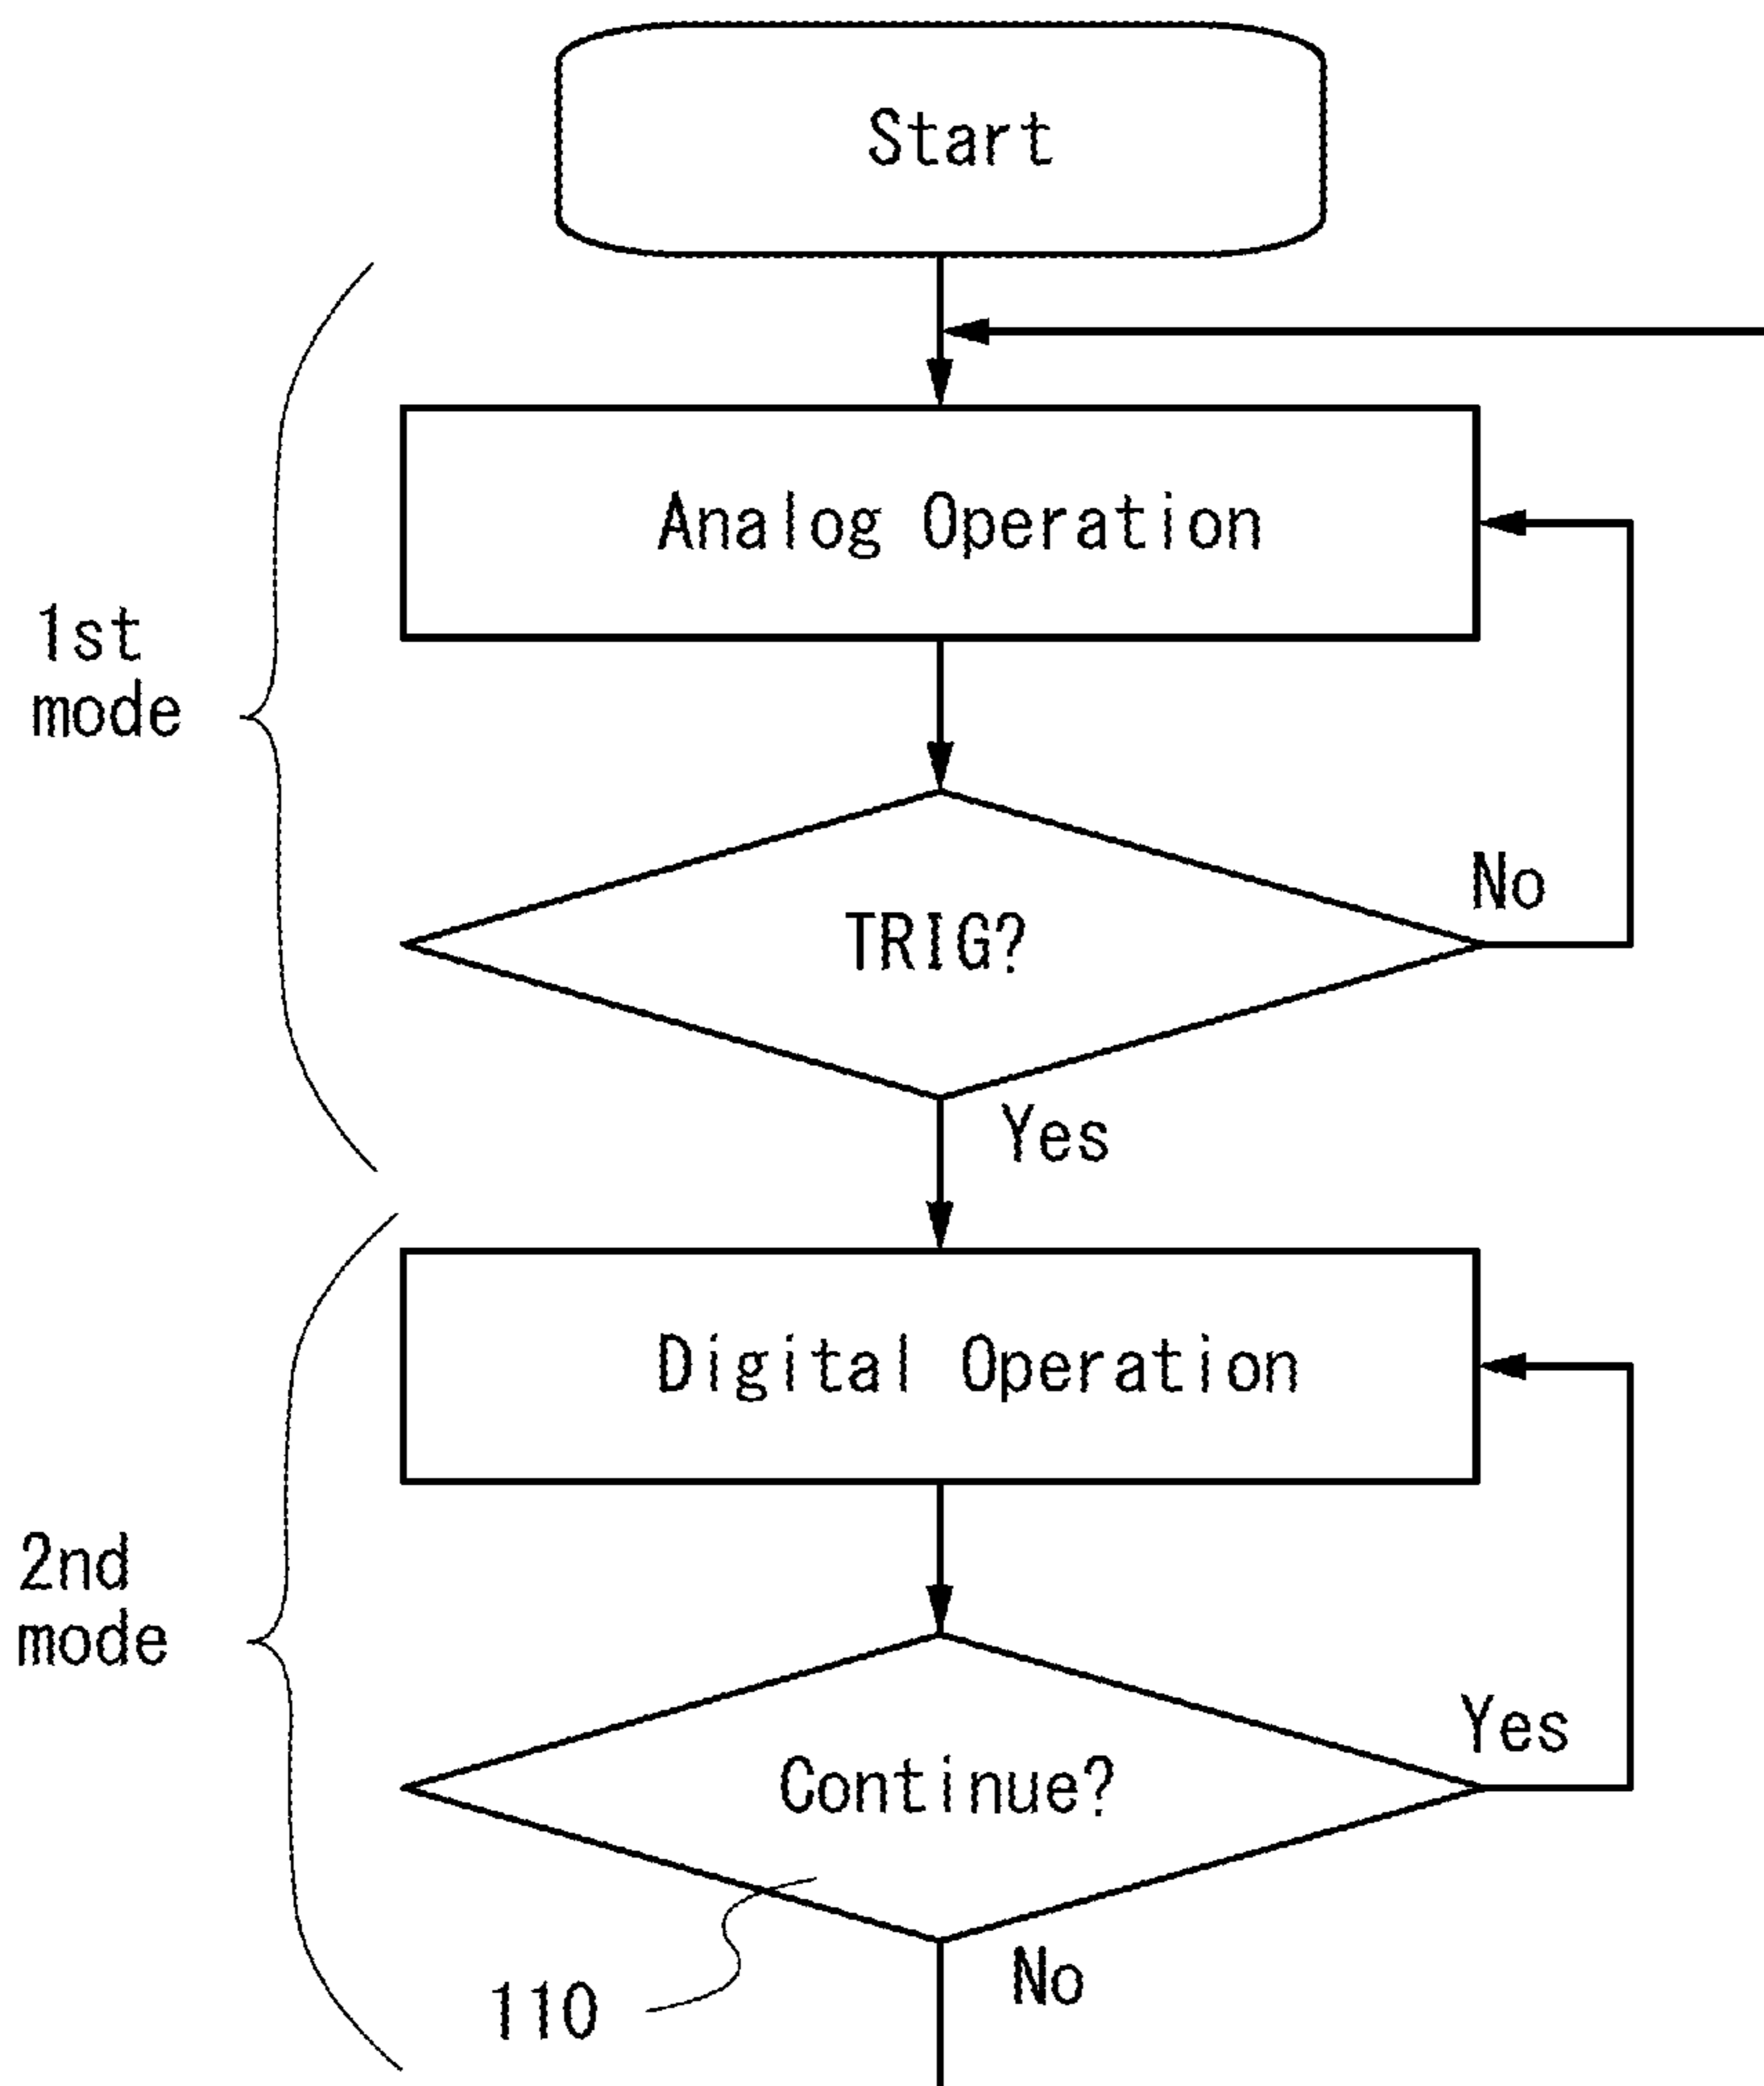 Start
Analog Operation
1st
mode
No
TRIG?
Yes
Digital Operation
2nd
mode
Yes
Continue?
No
110